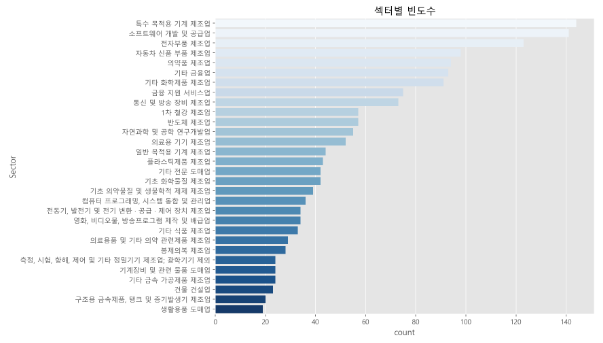 섹터별 빈도수
특수 목적용 기계 제조업
소프트웨어 개발 및 공급업
전자부품 제조업
자동차 신품 부품 제조업
의약품 제조업
기타 금융업
기타 화학제품 제조업
금융 지원 서비스업
통신 및 방송 장비 제조업
1차 철강 제조업
반도체 제조업
자연과학 및 공학 연구개발업
의료용 기기 제조업
일반 목적용 기계 제조업
플라스틱제품 제조업
기타 전문 도매업
기초 화학물질 제조업
기초 의약물질 및 생물학적 제제 제조업
컴퓨터 프로그래밍, 시스템 통합 및 관리업
전동기, 발전기 및 전기 변환 · 공급 · 제어 장치 제조업
영화, 비디오물, 방송프로그램 제작 및 배급업
기타 식품 제조업
의료용품 및 기타 의약 관련제품 제조업
봉제의복 제조업
측정, 시험, 항해, 제어 및 기타 정밀기기 제조업; 광학기기 제외
기계장비 및 관련 물품 도매업
기타 금속 가공제품 제조업
건물 건설업
구조용 금속제품, 탱크 및 증기발생기 제조업
생활용품 도매업
Sector
0 20 40 60 80 100 120 140
count